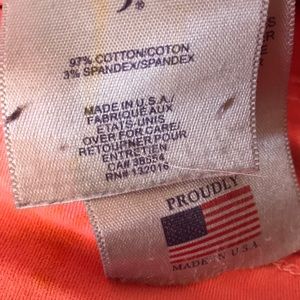 97% COTTON/COTON
3% SPANDEX/SPANDEX
MADE IN U.S.A./
FABRIQUE AUX
ETATS-UNIS
OVER FOR CARE/
RETOURNER POUR
ENTRETIEN
CA# 38554
RN# 132016
PROUDLY
MADE IN U.S.A.